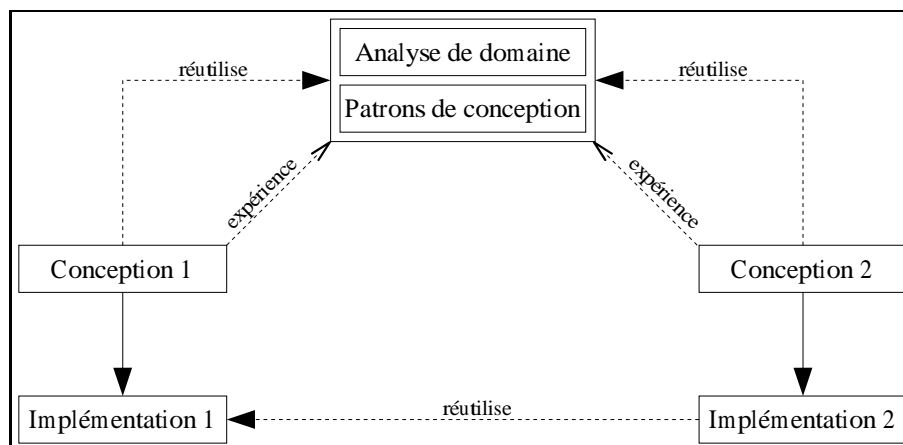 Analyse de domaine
réutilise
réutilise
Patrons de conception
expérience
expérience
Conception 1
Conception 2
réutilise
Implémentation 1
Implémentation 2